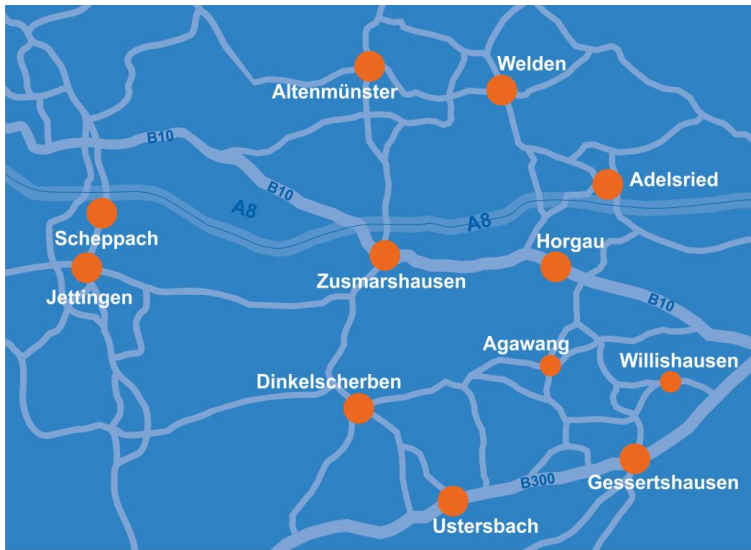 Welden
Altenmünster
B10
Adelsried
B10
A8
A8
Scheppach
Horgau
Zusmarshausen
Jettingen
B10
Agawang
Willishausen
Dinkelscherben
B300
Gessertshausen
Ustersbach